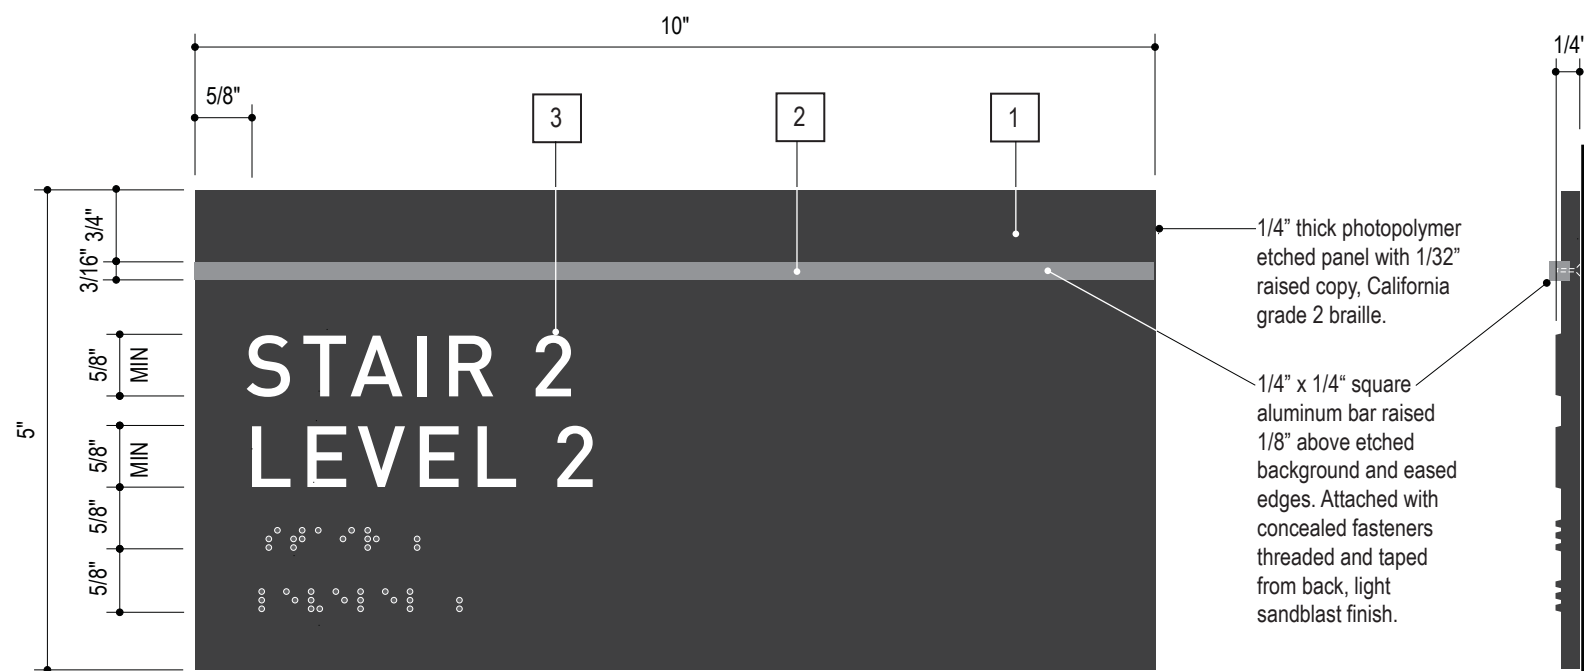 10"
1/4"
5/8"
3
2
1
3/4"
3/16"
5/8"
MIN
5/8"
MIN
5/8"
5/8"
5"
STAIR 2
LEVEL 2
1/4” thick photopolymer
etched panel with 1/32”
raised copy, California
grade 2 braille.
1/4” x 1/4“ square
aluminum bar raised
1/8” above etched
background and eased
edges. Attached with
concealed fasteners
threaded and taped
from back, light
sandblast finish.